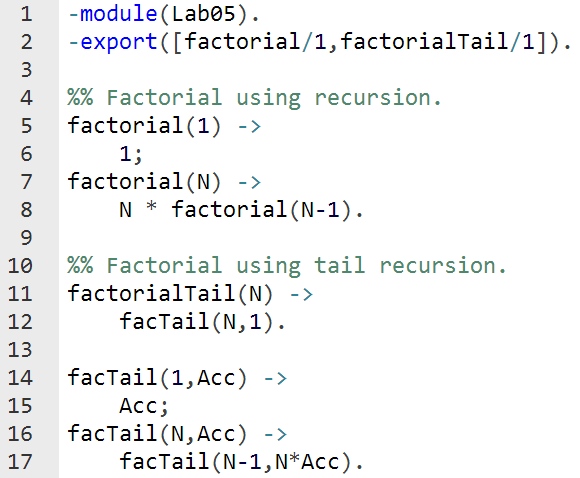 1 -module(Lab05).
2 -export([factorial/1,factorialTail/1]).
3
4 %% Factorial using recursion.
5 factorial(1) ->
6     1;
7 factorial(N) ->
8     N * factorial(N-1).
9
10 %% Factorial using tail recursion.
11 factorialTail(N) ->
12     facTail(N,1).
13
14 facTail(1,Acc) ->
15     Acc;
16 facTail(N,Acc) ->
17     facTail(N-1,N*Acc).